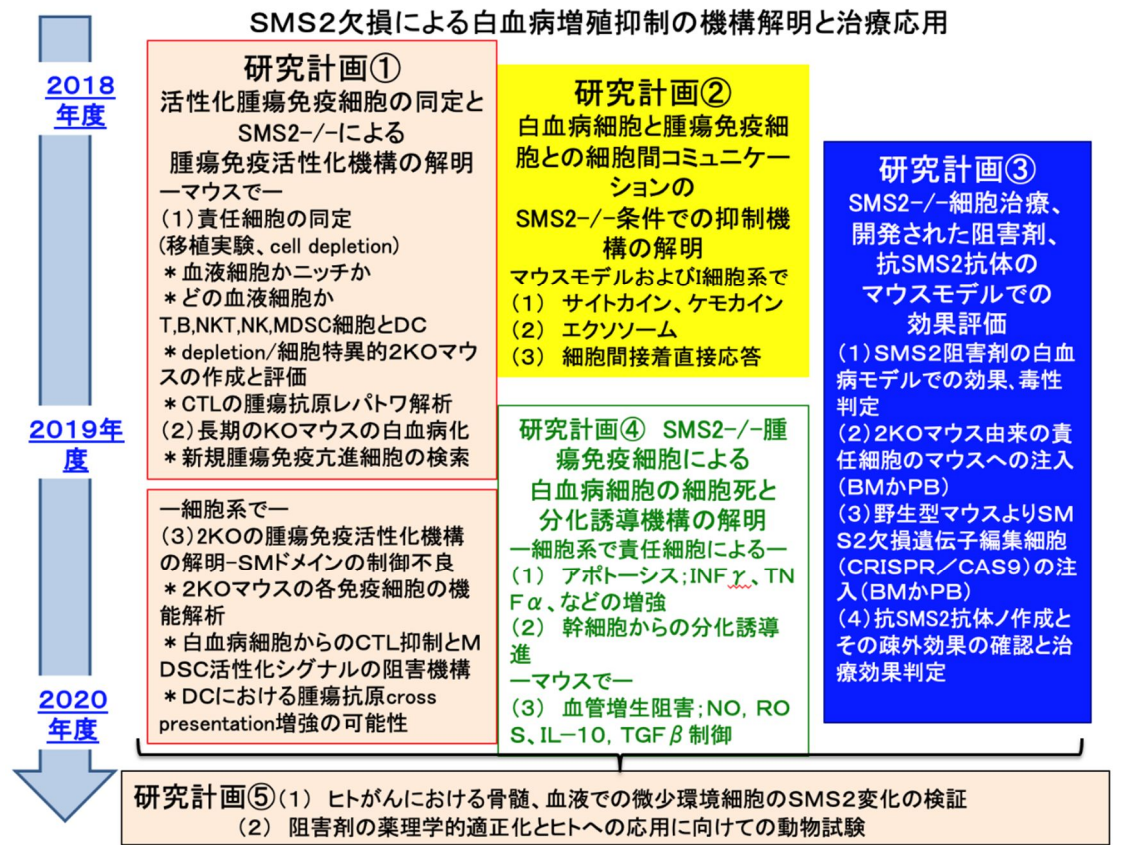 SMS2欠損による白血病増殖抑制の機構解明と治療応用
2018
年度
2019年
度
2020
年度
研究計画①
活性化腫瘍免疫細胞の同定と
SMS2-/-による
腫瘍免疫活性化機構の解明
―マウスで―
(1)責任細胞の同定
(移植実験、cell depletion)
＊血液細胞かニッチか
＊どの血液細胞か
T,B,NKT,NK,MDSC細胞とDC
＊depletion/細胞特異的2KOマウ
スの作成と評価
＊CTLの腫瘍抗原レパトワ解析
(2)長期のKOマウスの白血病化
＊新規腫瘍免疫亢進細胞の検索
―細胞系で―
(3)2KOの腫瘍免疫活性化機構
の解明-SMドメインの制御不良
＊2KOマウスの各免疫細胞の機
能解析
＊白血病細胞からのCTL抑制とM
DSC活性化シグナルの阻害機構
＊DCにおける腫瘍抗原cross
presentation増強の可能性
研究計画②
白血病細胞と腫瘍免疫細
胞との細胞間コミュニケー
ションの
SMS2-/-条件での抑制機
構の解明
マウスモデルおよびI細胞系で
(1) サイトカイン、ケモカイン
(2) エクソソーム
(3) 細胞間接着直接応答
研究計画④ SMS2-/-腫
瘍免疫細胞による
白血病細胞の細胞死と
分化誘導機構の解明
―細胞系で責任細胞による―
(1) アポトーシス;INFγ、TN
Fα、などの増強
(2) 幹細胞からの分化誘導
進
―マウスで―
(3) 血管増生阻害;NO, RO
S、IL-10, TGFβ制御
研究計画③
SMS2-/-細胞治療、
開発された阻害剤、
抗SMS2抗体の
マウスモデルでの
効果評価
(1)SMS2阻害剤の白血
病モデルでの効果、毒性
判定
(2)2KOマウス由来の責
任細胞のマウスへの注入
(BMかPB)
(3)野生型マウスよりSM
S2欠損遺伝子編集細胞
(CRISPR／CAS9)の注
入(BMかPB)
(4)抗SMS2抗体ノ作成と
その疎外効果の確認と治
療効果判定
研究計画⑤(1) ヒトがんにおける骨髄、血液での微少環境細胞のSMS2変化の検証
(2) 阻害剤の薬理学的適正化とヒトへの応用に向けての動物試験